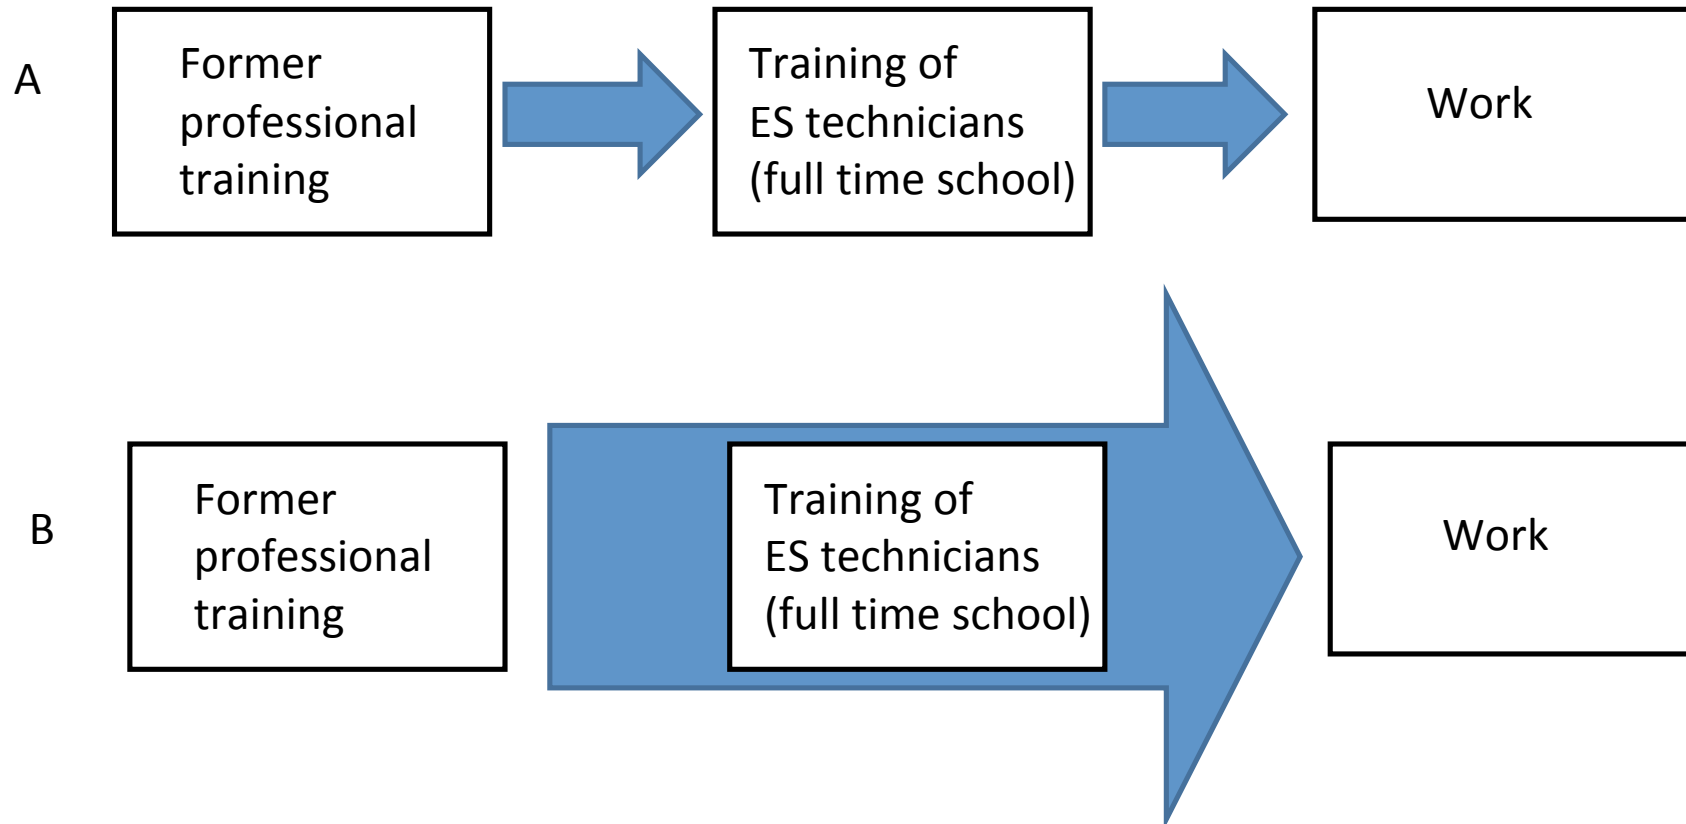 A
Former
professional
training
Training of
ES technicians
(full time school)
Work
B
Former
professional
training
Training of
ES technicians
(full time school)
Work